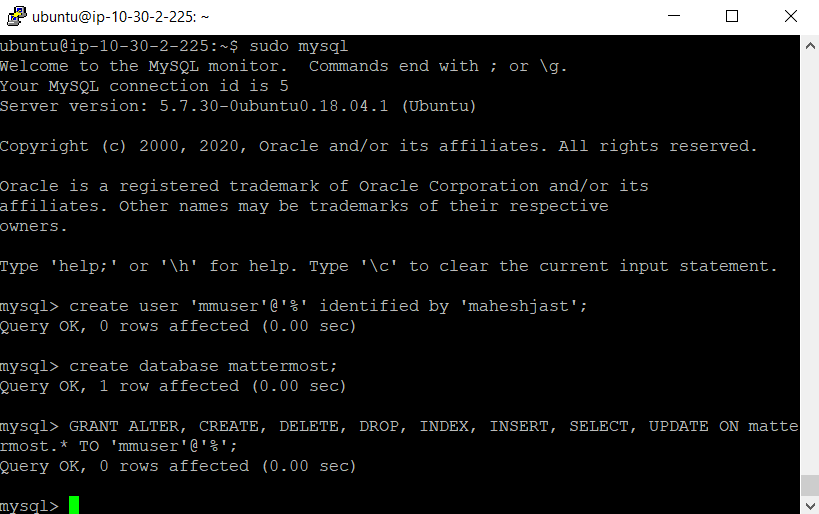 ubuntu@ip-10-30-2-225: ~
ubuntu@ip-10-30-2-225:~$ sudo mysql
Welcome to the MySQL monitor.  Commands end with ; or \g.
Your MySQL connection id is 5
Server version: 5.7.30-0ubuntu0.18.04.1 (Ubuntu)
Copyright (c) 2000, 2020, Oracle and/or its affiliates. All rights reserved.
Oracle is a registered trademark of Oracle Corporation and/or its
affiliates. Other names may be trademarks of their respective
owners.
Type 'help;' or '\h' for help. Type '\c' to clear the current input statement.
mysql> create user 'mmuser'@'%' identified by 'maheshjast';
Query OK, 0 rows affected (0.00 sec)
mysql> create database mattermost;
Query OK, 1 row affected (0.00 sec)
mysql> GRANT ALTER, CREATE, DELETE, DROP, INDEX, INSERT, SELECT, UPDATE ON matte
rmost.* TO 'mmuser'@'%';
Query OK, 0 rows affected (0.00 sec)
mysql>